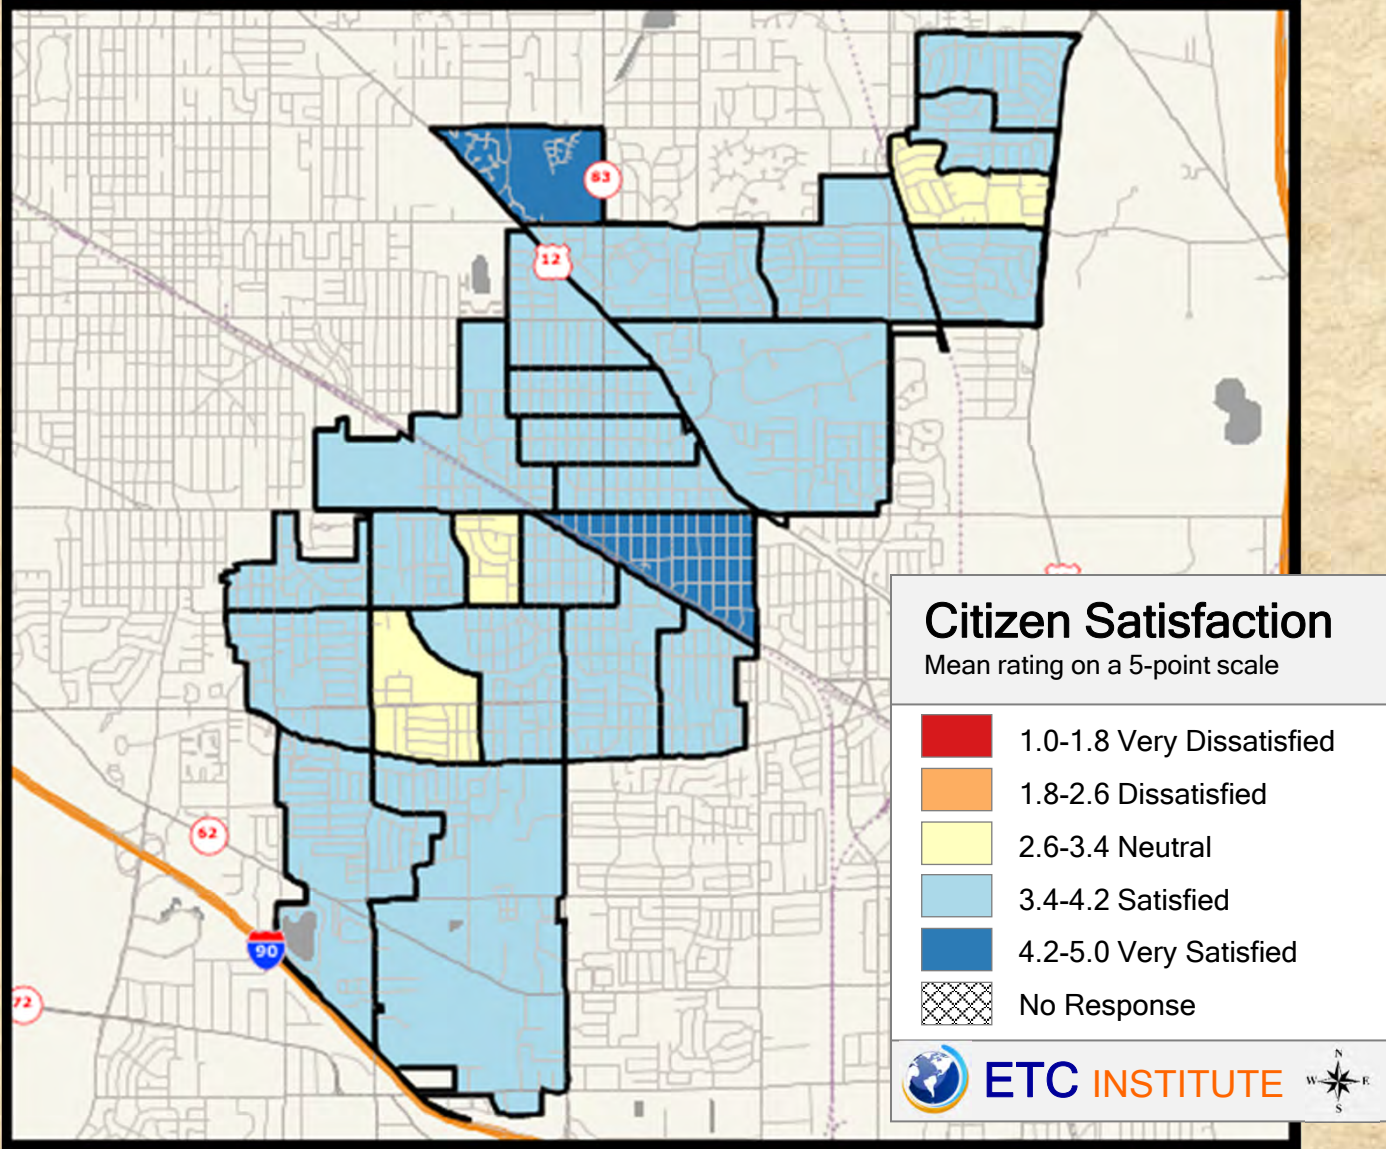 83
12
62
90
72
Citizen Satisfaction
Mean rating on a 5-point scale
1.0-1.8 Very Dissatisfied
1.8-2.6 Dissatisfied
2.6-3.4 Neutral
3.4-4.2 Satisfied
4.2-5.0 Very Satisfied
No Response
ETC INSTITUTE
N
W E
S